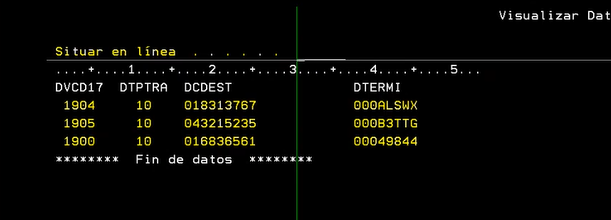 Visualizar Dat
Situar en línea . . . . . .
....+....1....+....2....+....3....+....4....+....5...
DVCD17 DTPTRA DCDEST DTERMI
1904 10 018313767 000ALSWX
1905 10 043215235 000B3TTG
1900 10 016836561 00049844
******** Fin de datos ********